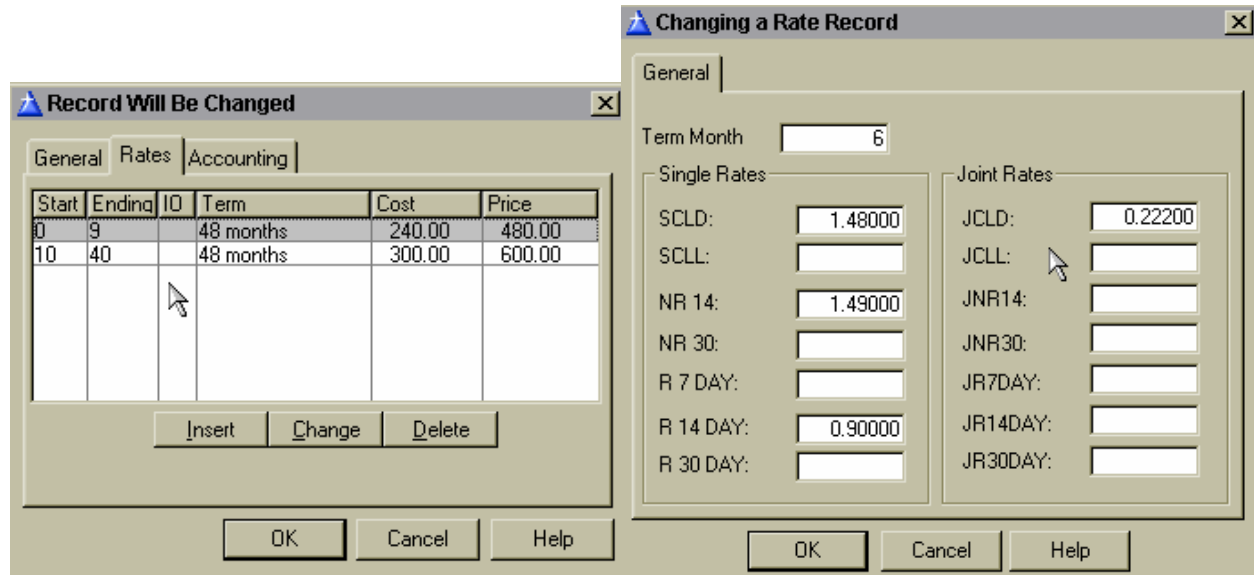 Record Will Be Changed
General Rates Accounting
Start Ending IO Term Cost Price
0 9 48 months 240.00 480.00
10 40 48 months 300.00 600.00
Insert Change Delete
OK Cancel Help
Changing a Rate Record
General
Term Month 6
Single Rates
SCLD: 1.48000
SCLL:
NR 14: 1.49000
NR 30:
R 7 DAY:
R 14 DAY: 0.90000
R 30 DAY:
Joint Rates
JCLD: 0.22200
JCLL:
JNR14:
JNR30:
JR7DAY:
JR14DAY:
JR30DAY:
OK Cancel Help